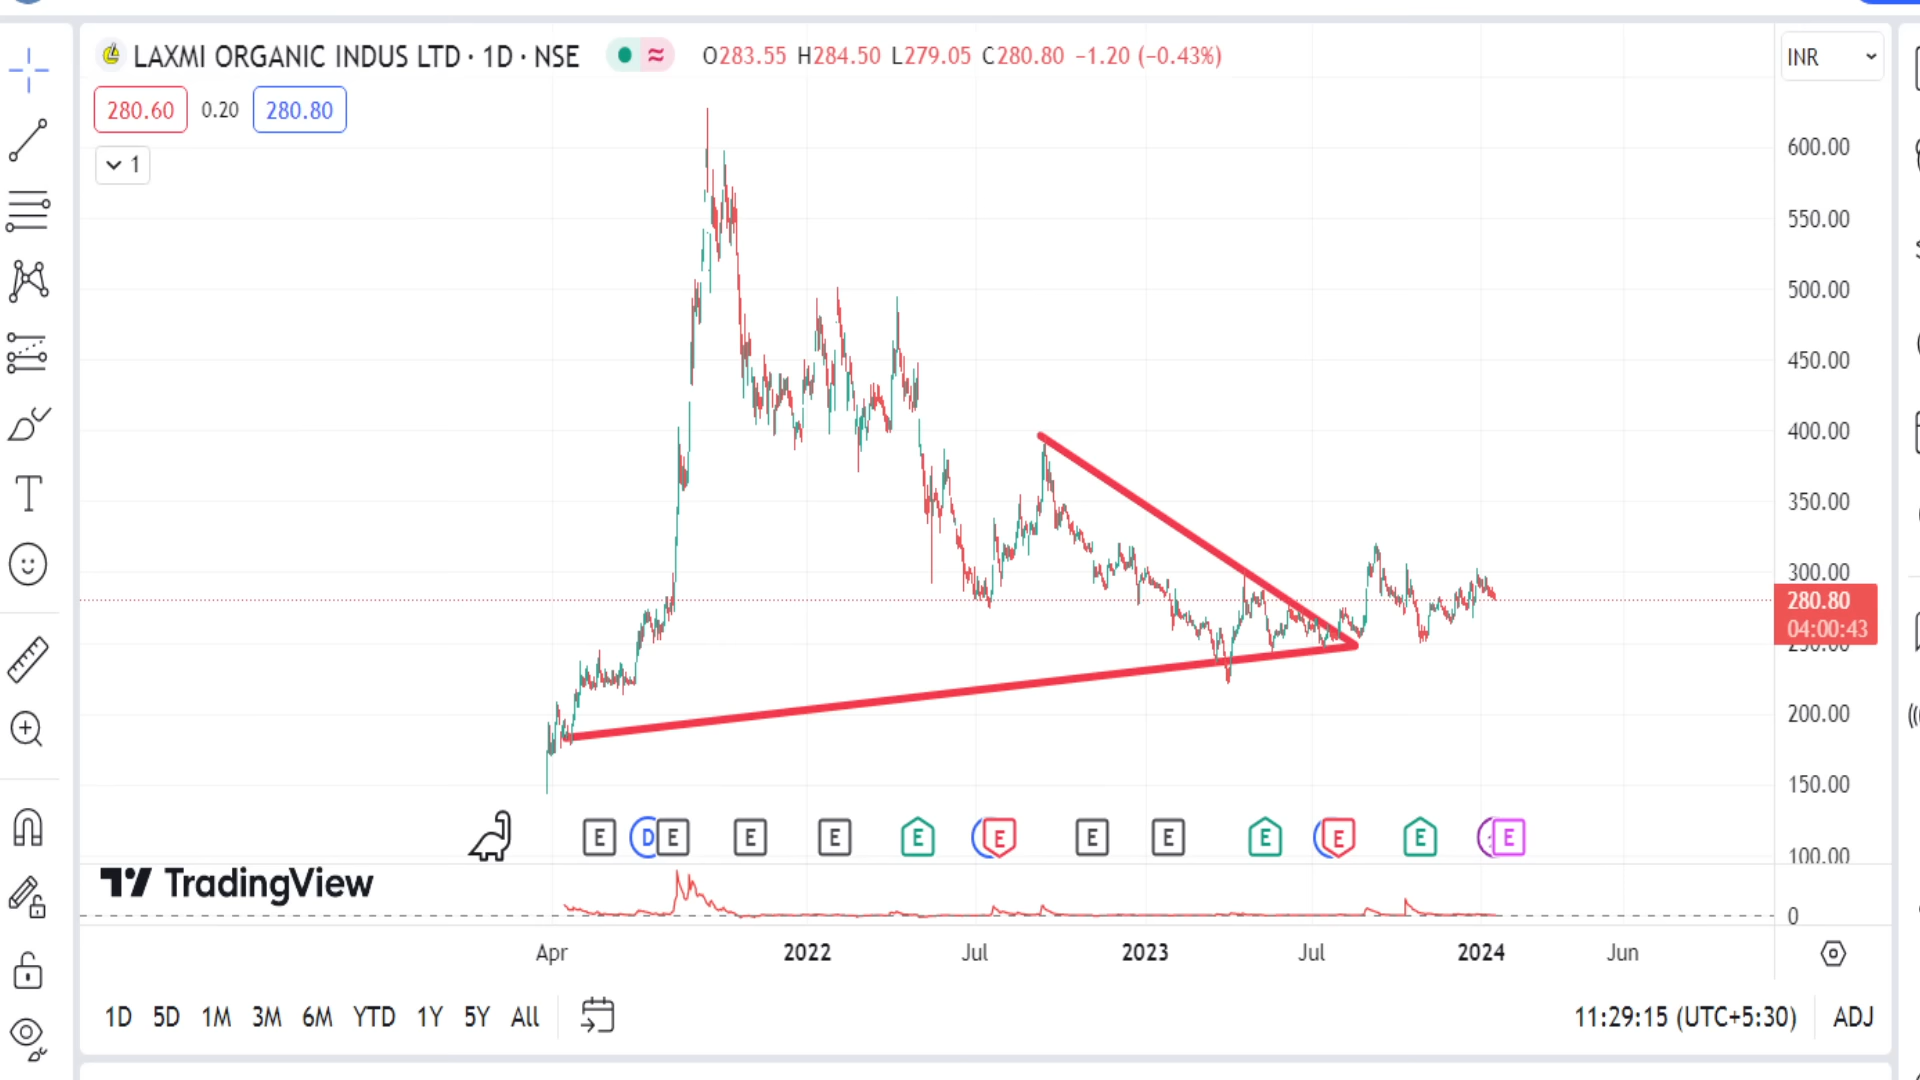 LAXMI ORGANIC INDUS LTD · 1D · NSE
O283.55 H284.50 L279.05 C280.80 −1.20 (−0.43%)
INR
280.60 0.20 280.80
1
600.00
550.00
500.00
450.00
400.00
350.00
300.00
280.80
04:00:43
250.00
200.00
150.00
100.00
E D E E E E E E E E E E E
TradingView
0
Apr 2022 Jul 2023 Jul 2024 Jun
1D 5D 1M 3M 6M YTD 1Y 5Y All
11:29:15 (UTC+5:30) ADJ